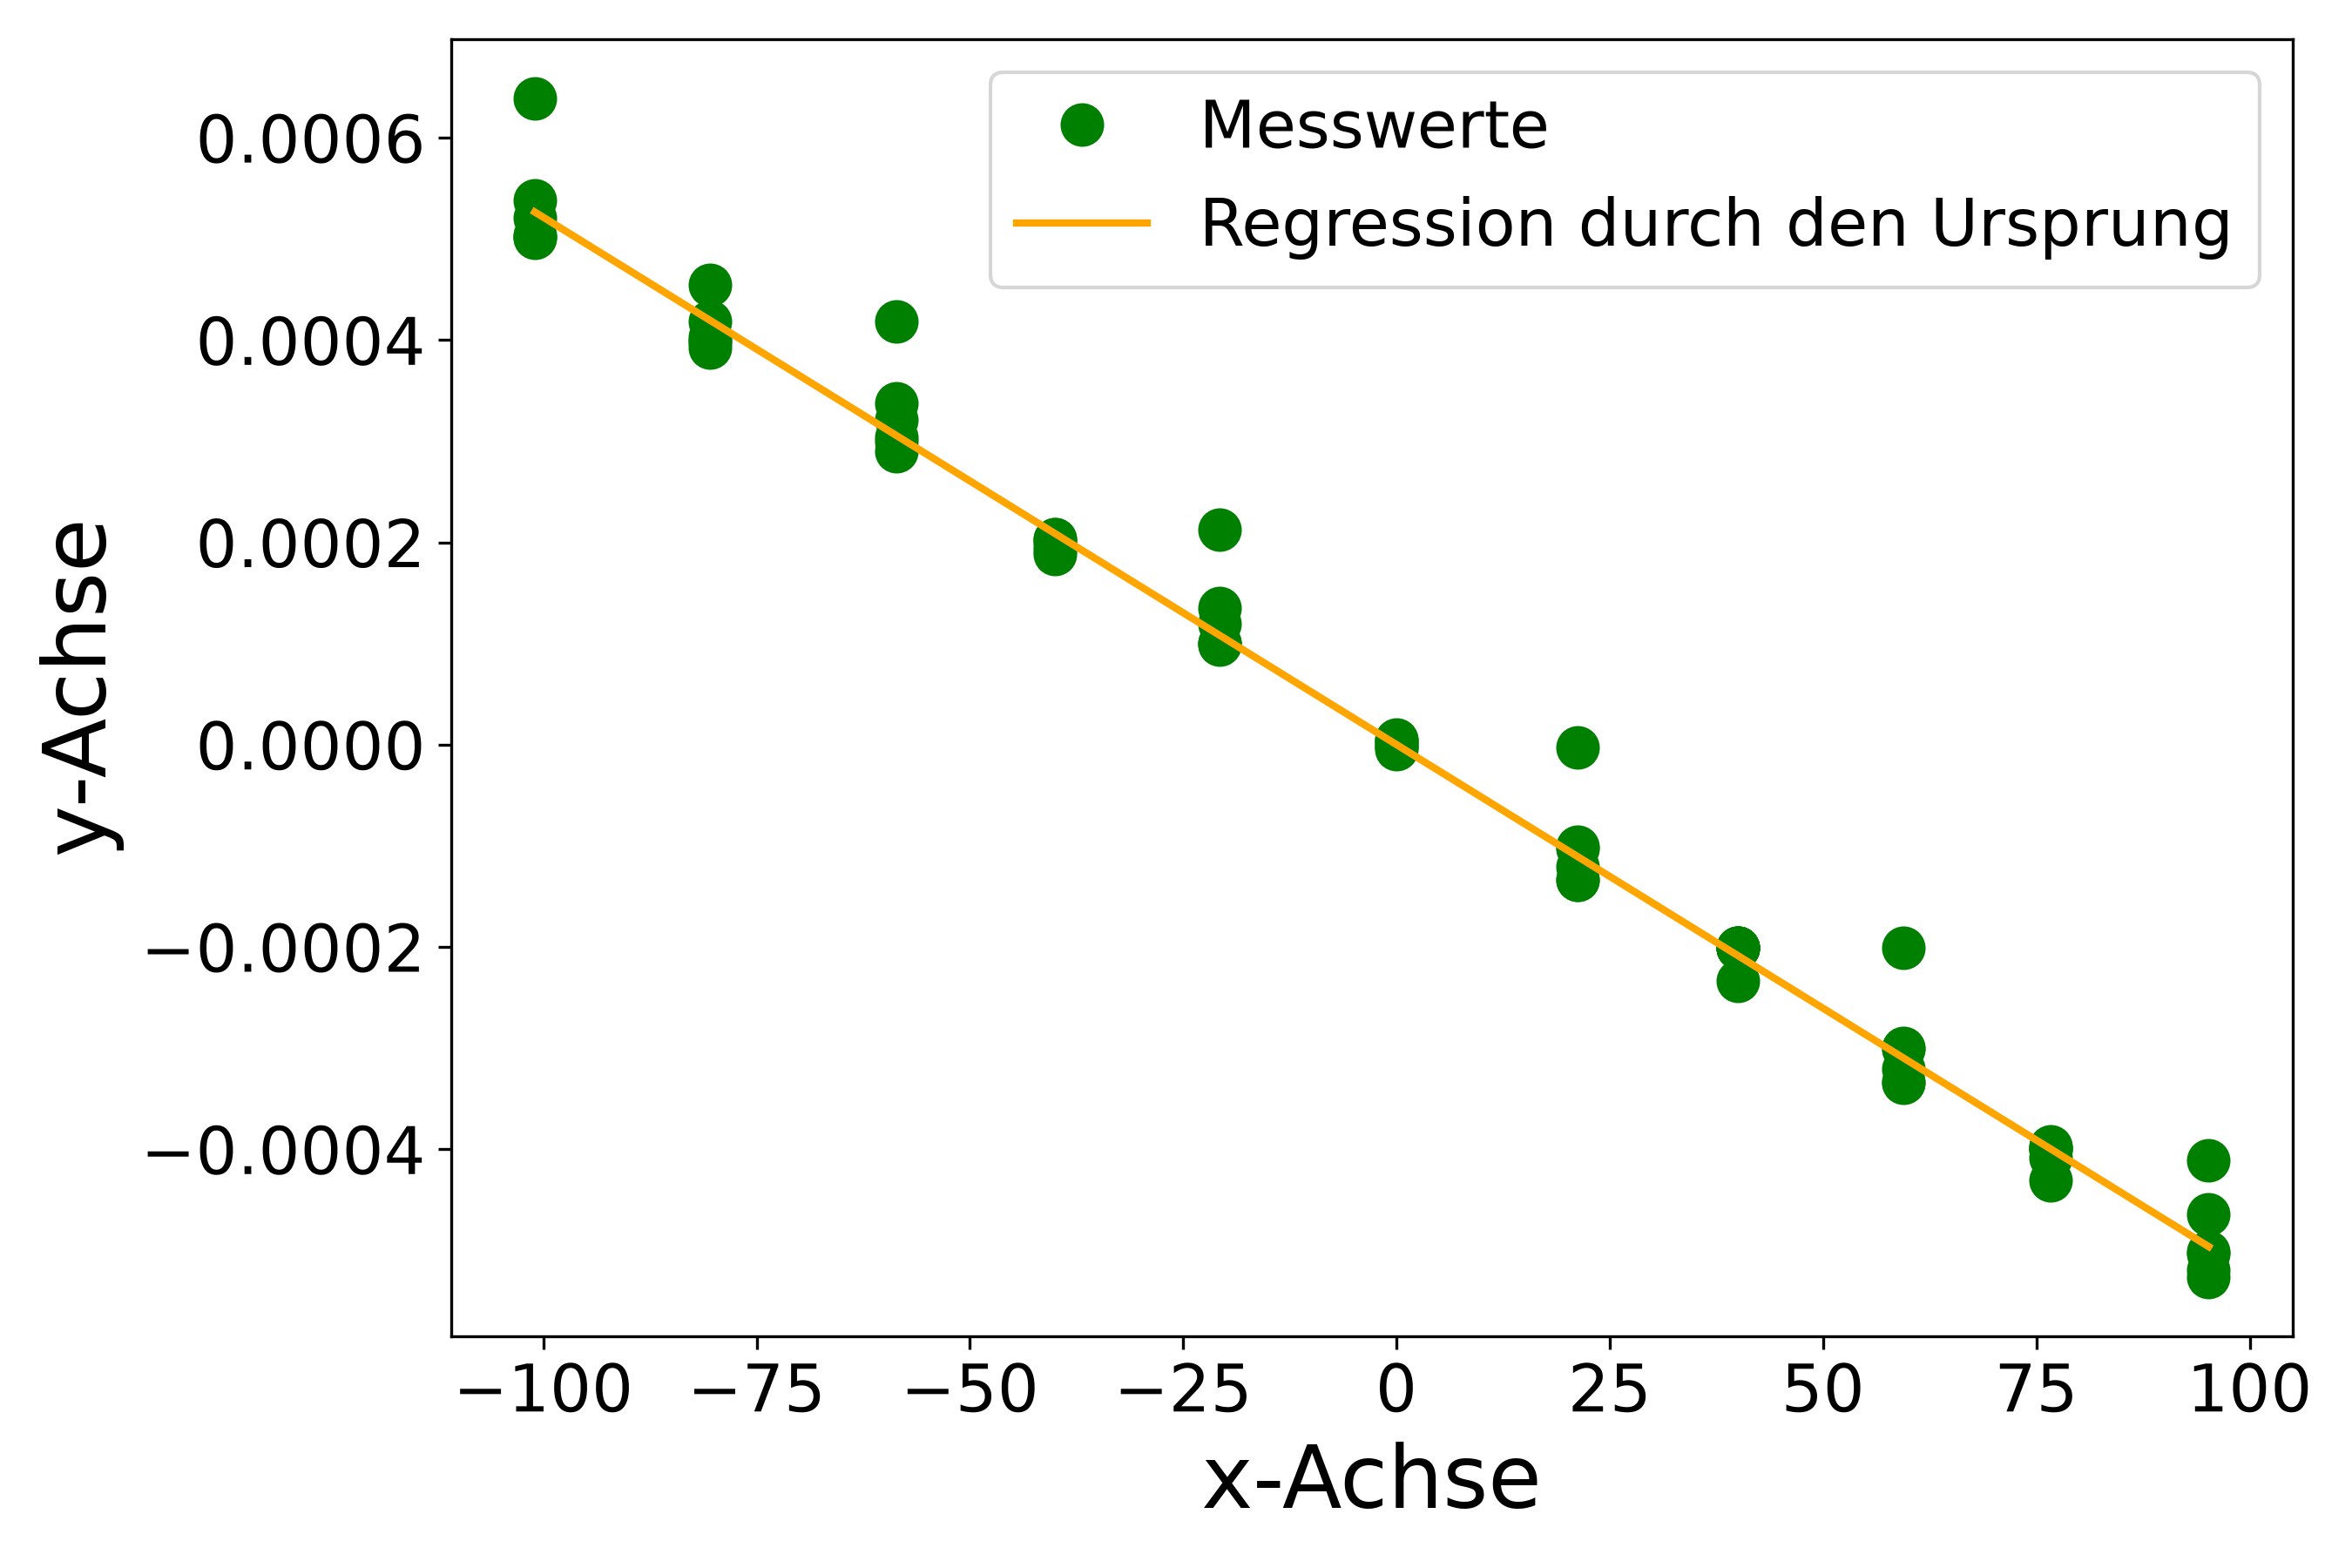 Messwerte
Regression durch den Ursprung
0.0006
0.0004
0.0002
0.0000
−0.0002
−0.0004
y-Achse
−100 −75 −50 −25 0 25 50 75 100
x-Achse